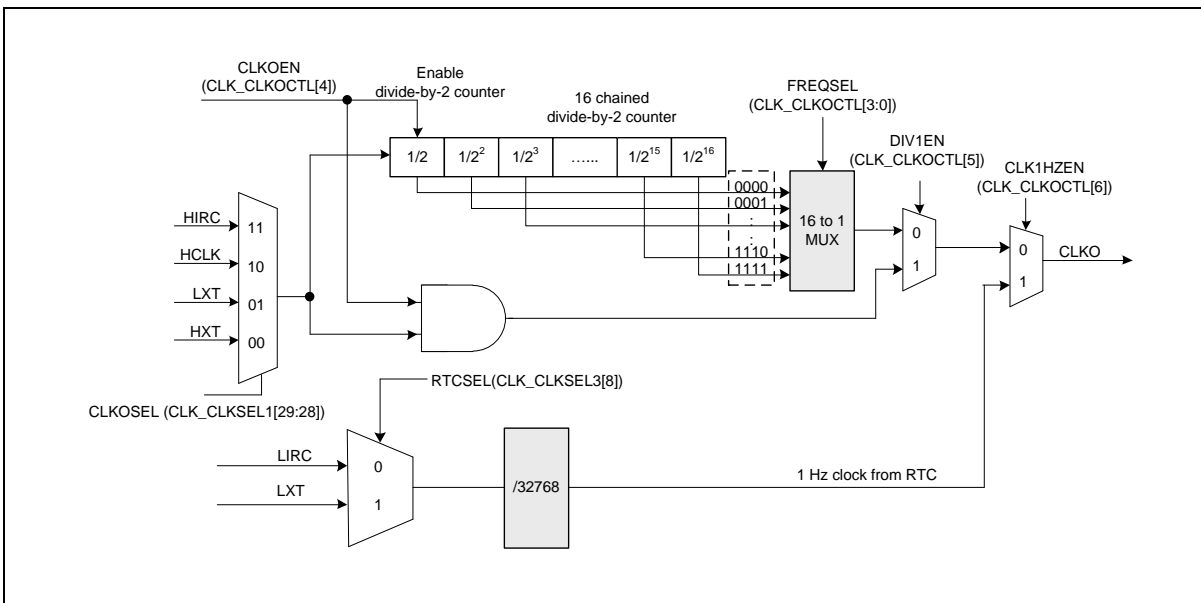 CLKOEN
(CLK_CLKOCTL[4])
Enable
divide-by-2 counter
16 chained
divide-by-2 counter
FREQSEL
(CLK_CLKOCTL[3:0])
DIV1EN
(CLK_CLKOCTL[5])
CLK1HZEN
(CLK_CLKOCTL[6])
1/2
1/2²
1/2³
…...
1/2¹⁵
1/2¹⁶
0000
0001
:
:
1110
1111
16 to 1
MUX
0
1
0
1
CLKO
HIRC
HCLK
LXT
HXT
11
10
01
00
CLKOSEL (CLK_CLKSEL1[29:28])
RTCSEL(CLK_CLKSEL3[8])
LIRC
LXT
0
1
/32768
1 Hz clock from RTC